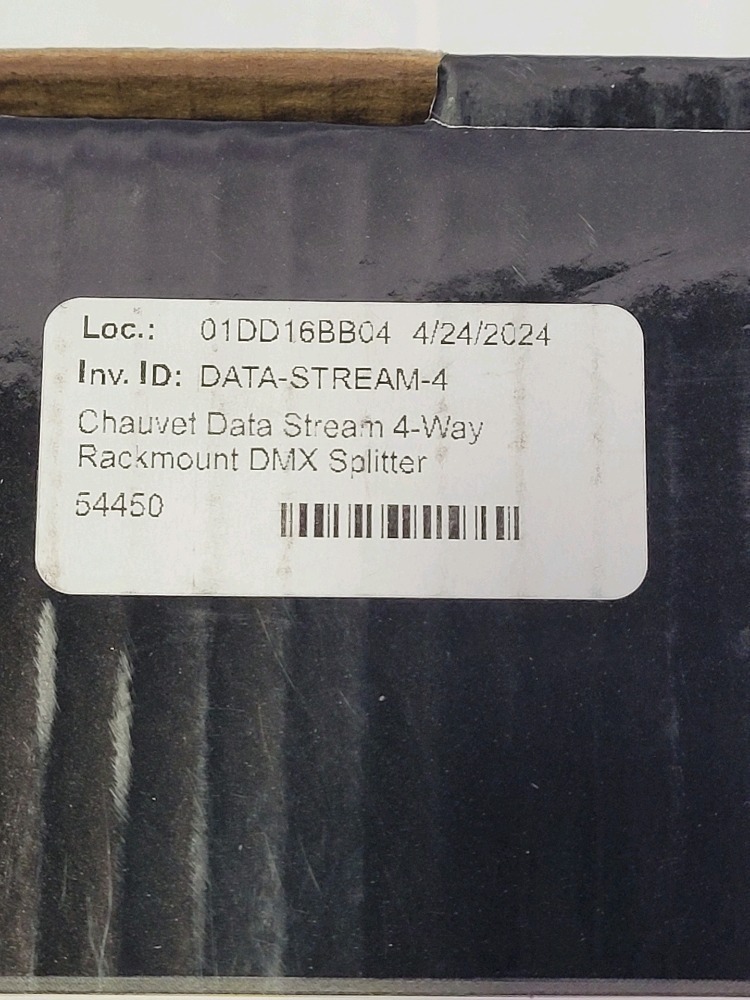 Loc.: 01DD16BB04 4/24/2024
Inv. ID: DATA-STREAM-4
Chauvet Data Stream 4-Way
Rackmount DMX Splitter
54450